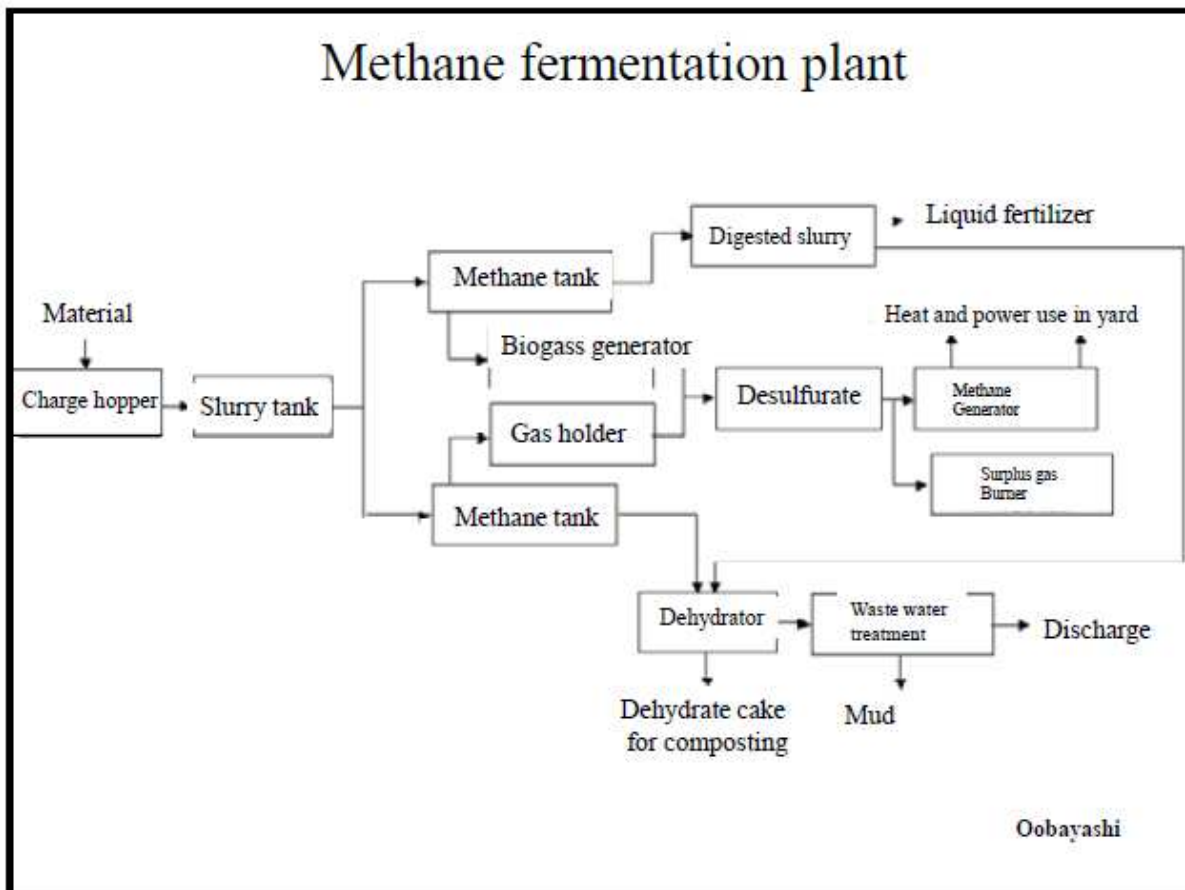 Methane fermentation plant
Liquid fertilizer
Digested slurry
Methane tank
Material
Heat and power use in yard
Biogass generator
Charge hopper
Slurry tank
Desulfurate
Methane
Generator
Gas holder
Surplus gas
Burner
Methane tank
Dehydrator
Waste water
treatment
Discharge
Dehydrate cake
for composting
Mud
Oobayashi